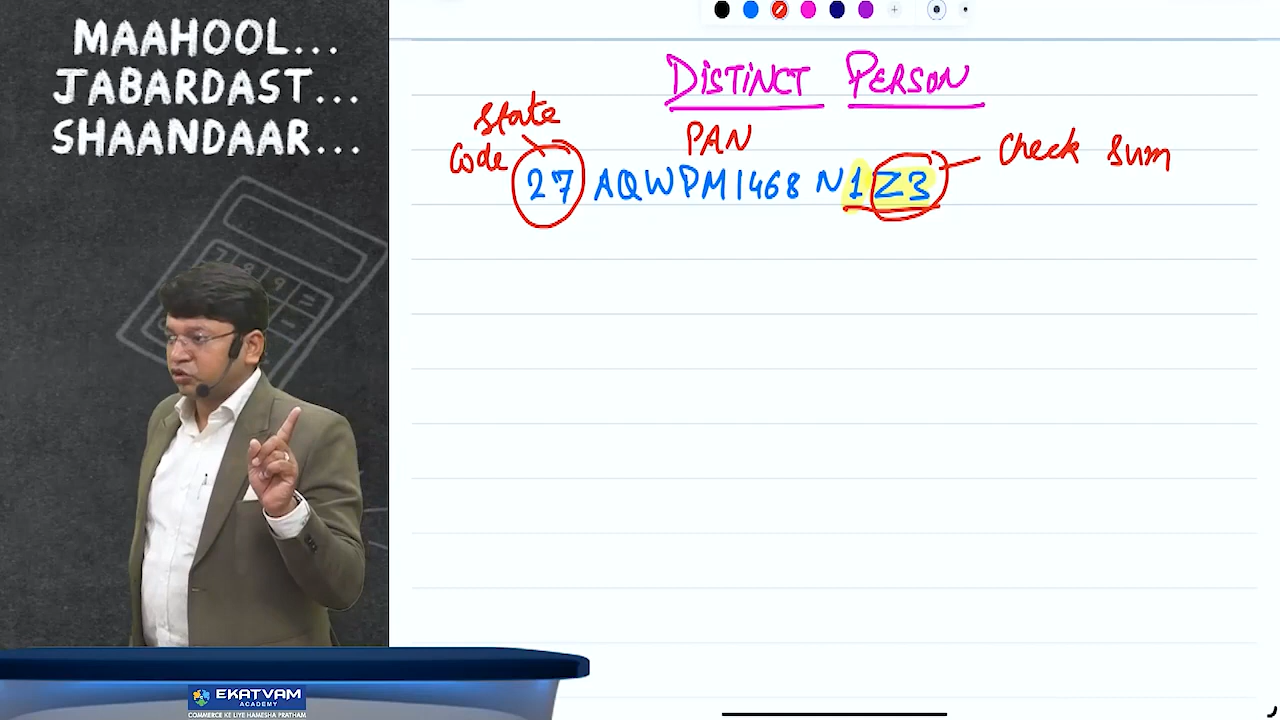 MAAHOOL...
JABARDAST...
SHAANDAAR...
DISTINCT PERSON
State
Code
PAN
Check Sum
27 AQWPM1468 N1Z3
EKATVAM
ACADEMY
COMMERCE KE LIYE HAMESHA PRATHAM